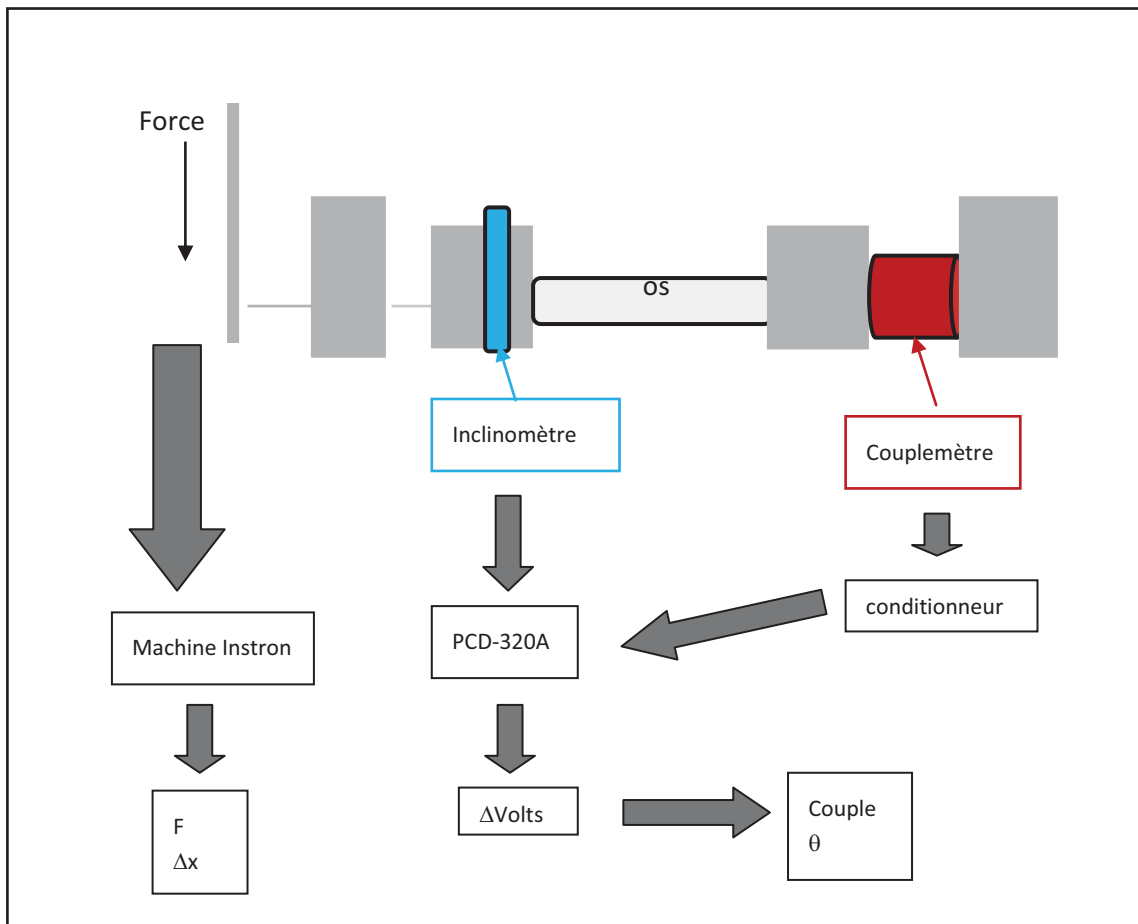 Force
os
Inclinomètre
Couplemètre
conditionneur
Machine Instron
PCD-320A
F
Δx
ΔVolts
Couple
θ